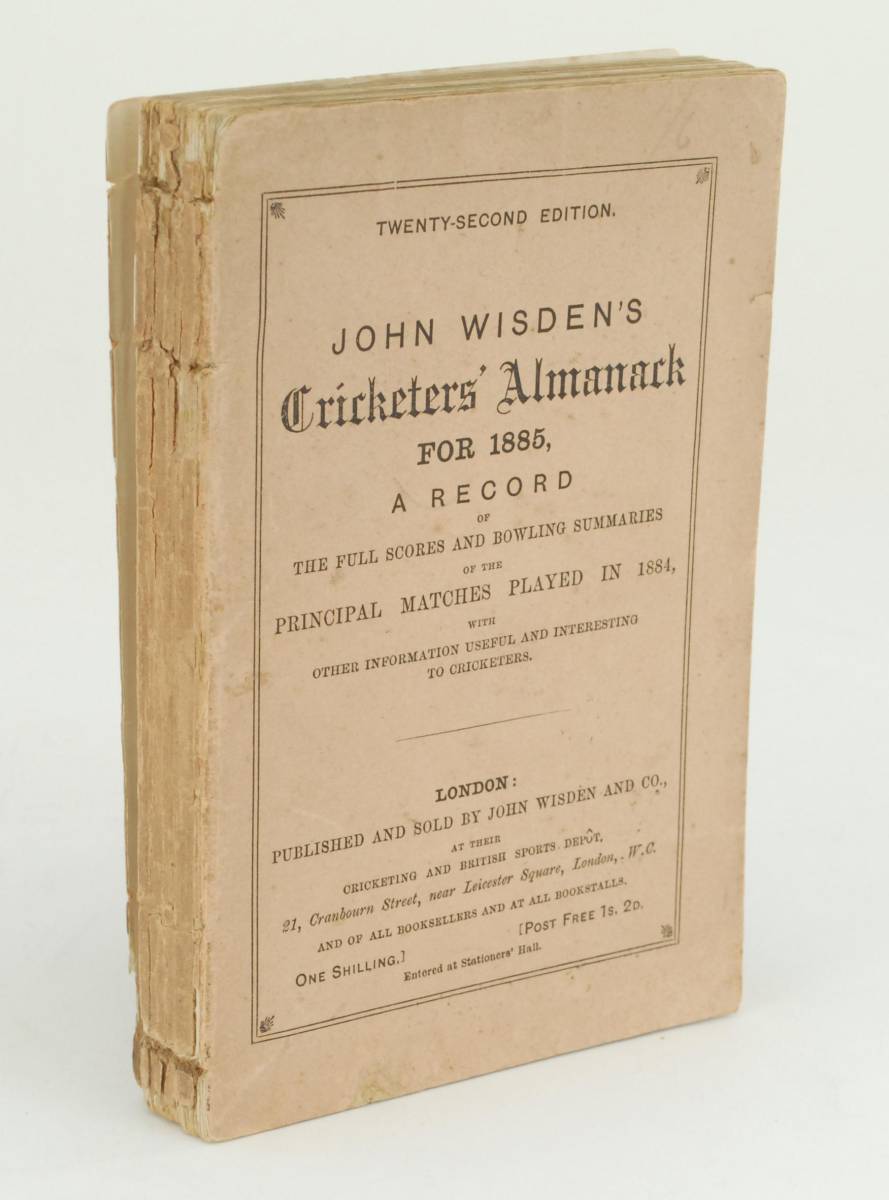 TWENTY-SECOND EDITION.
JOHN WISDEN'S
Cricketers' Almanack
FOR 1885,
A RECORD
OF
THE FULL SCORES AND BOWLING SUMMARIES
OF THE
PRINCIPAL MATCHES PLAYED IN 1884,
WITH
OTHER INFORMATION USEFUL AND INTERESTING
TO CRICKETERS.
LONDON:
PUBLISHED AND SOLD BY JOHN WISDEN AND CO.,
AT THEIR
CRICKETING AND BRITISH SPORTS DEPÔT,
21, Cranbourn Street, near Leicester Square, London, W.C.
AND OF ALL BOOKSELLERS AND AT ALL BOOKSTALLS.
ONE SHILLING.] [POST FREE 1S. 2D.
Entered at Stationers' Hall.